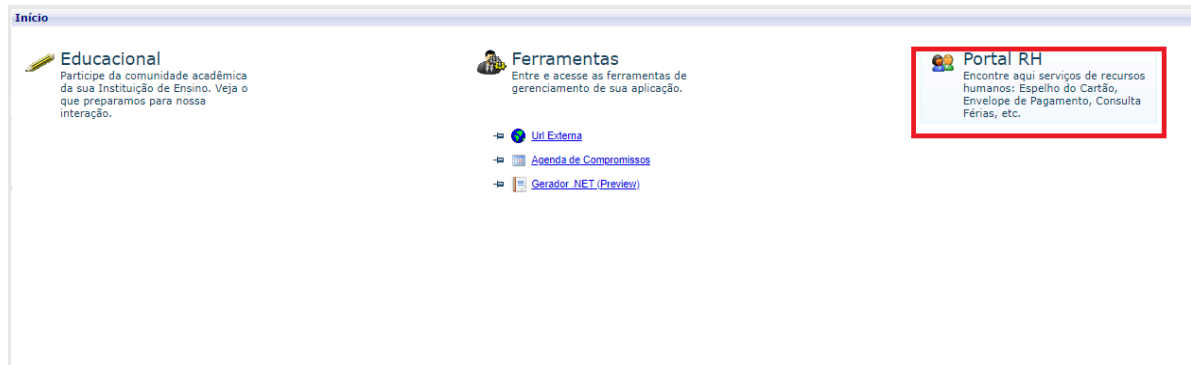 Início
Educacional
Participe da comunidade acadêmica
da sua Instituição de Ensino. Veja o
que preparamos para nossa
interação.
Ferramentas
Entre e acesse as ferramentas de
gerenciamento de sua aplicação.
Url Externa
Agenda de Compromissos
Gerador .NET (Preview)
Portal RH
Encontre aqui serviços de recursos
humanos: Espelho do Cartão,
Envelope de Pagamento, Consulta
Férias, etc.